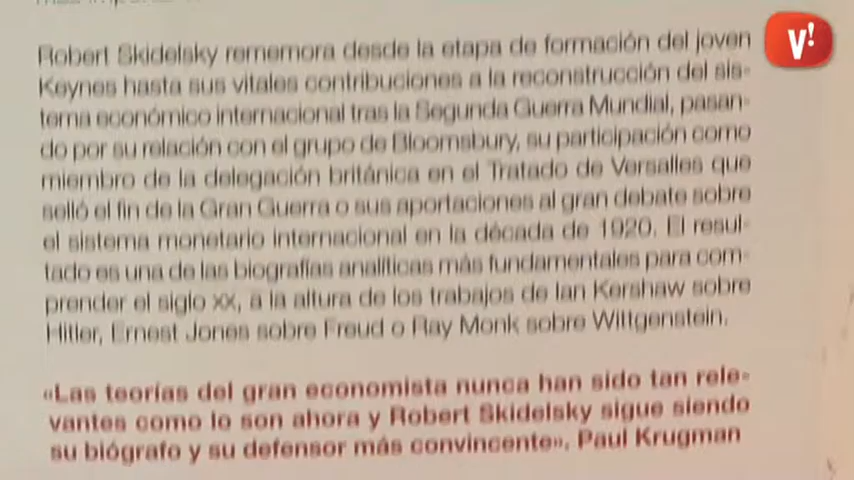 V!
Robert Skidelsky rememora desde la etapa de formación del joven
Keynes hasta sus vitales contribuciones a la reconstrucción del sis-
tema económico internacional tras la Segunda Guerra Mundial, pasan-
do por su relación con el grupo de Bloomsbury, su participación como
miembro de la delegación británica en el Tratado de Versalles que
selló el fin de la Gran Guerra o sus aportaciones al gran debate sobre
el sistema monetario internacional en la década de 1920. El resul-
tado es una de las biografías analíticas más fundamentales para com-
prender el siglo XX, a la altura de los trabajos de Ian Kershaw sobre
Hitler, Ernest Jones sobre Freud o Ray Monk sobre Wittgenstein.
«Las teorías del gran economista nunca han sido tan rele-
vantes como lo son ahora y Robert Skidelsky sigue siendo
su biógrafo y su defensor más convincente». Paul Krugman